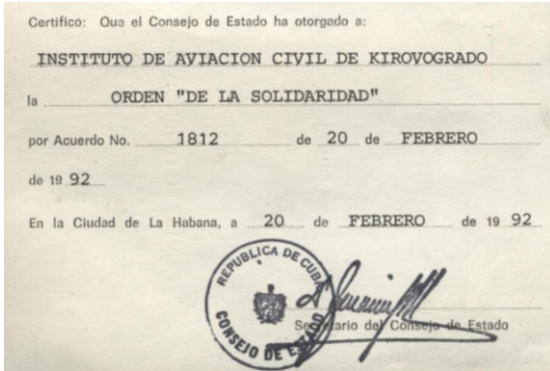 Certifico: Que el Consejo de Estado ha otorgado a:
INSTITUTO DE AVIACION CIVIL DE KIROVOGRADO
la ORDEN "DE LA SOLIDARIDAD"
por Acuerdo No. 1812 de 20 de FEBRERO
de 19 92
En la Ciudad de La Habana, a 20 de FEBRERO de 19 92
REPUBLICA DE CUBA
CONSEJO DE ESTADO
Secretario del Consejo de Estado